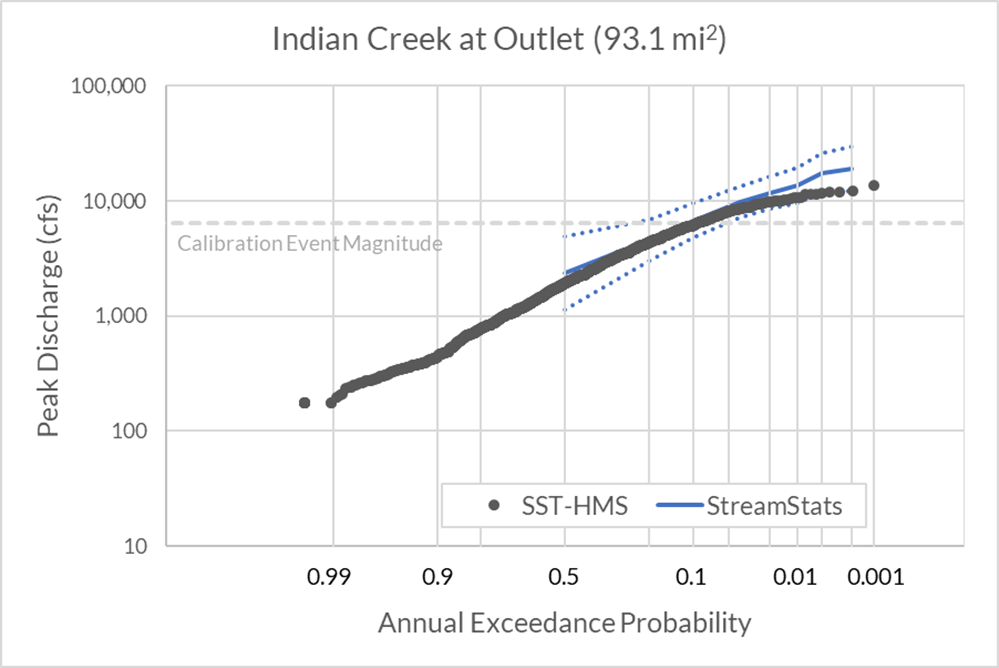 Indian Creek at Outlet (93.1 mi²)
100,000
10,000
1,000
100
10
Peak Discharge (cfs)
Calibration Event Magnitude
SST-HMS StreamStats
0.99 0.9 0.5 0.1 0.01 0.001
Annual Exceedance Probability